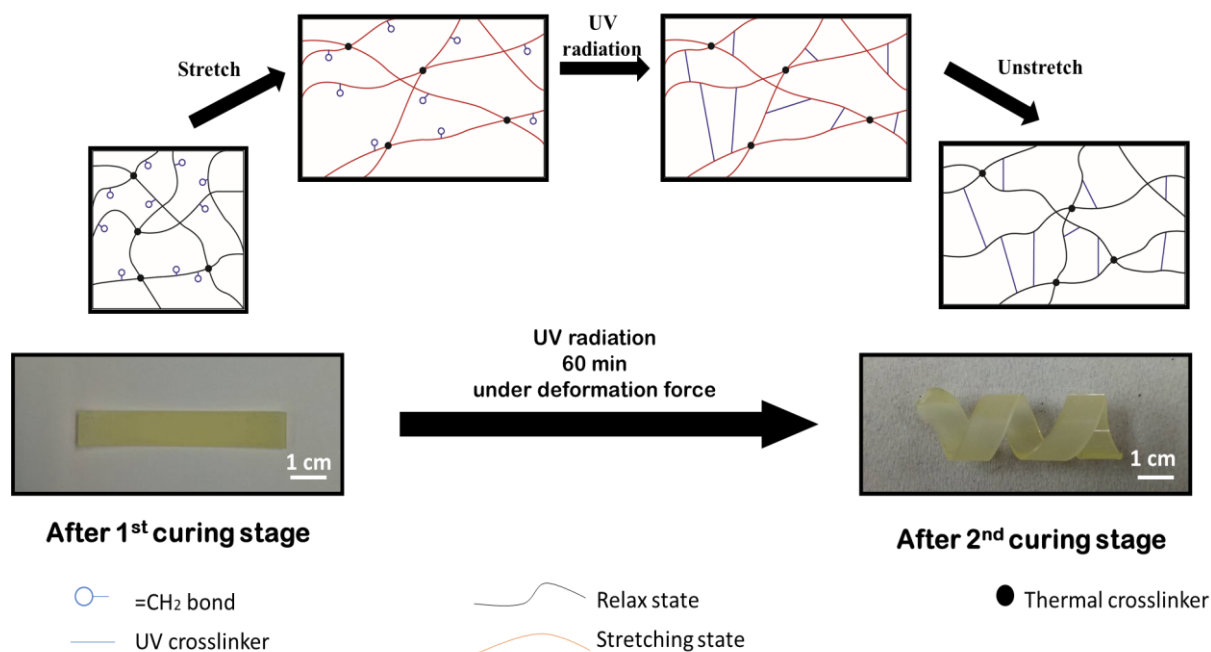 Stretch
UV
radiation
Unstretch
UV radiation
60 min
under deformation force
1 cm
1 cm
After 1st curing stage
After 2nd curing stage
=CH2 bond
Relax state
Thermal crosslinker
UV crosslinker
Stretching state